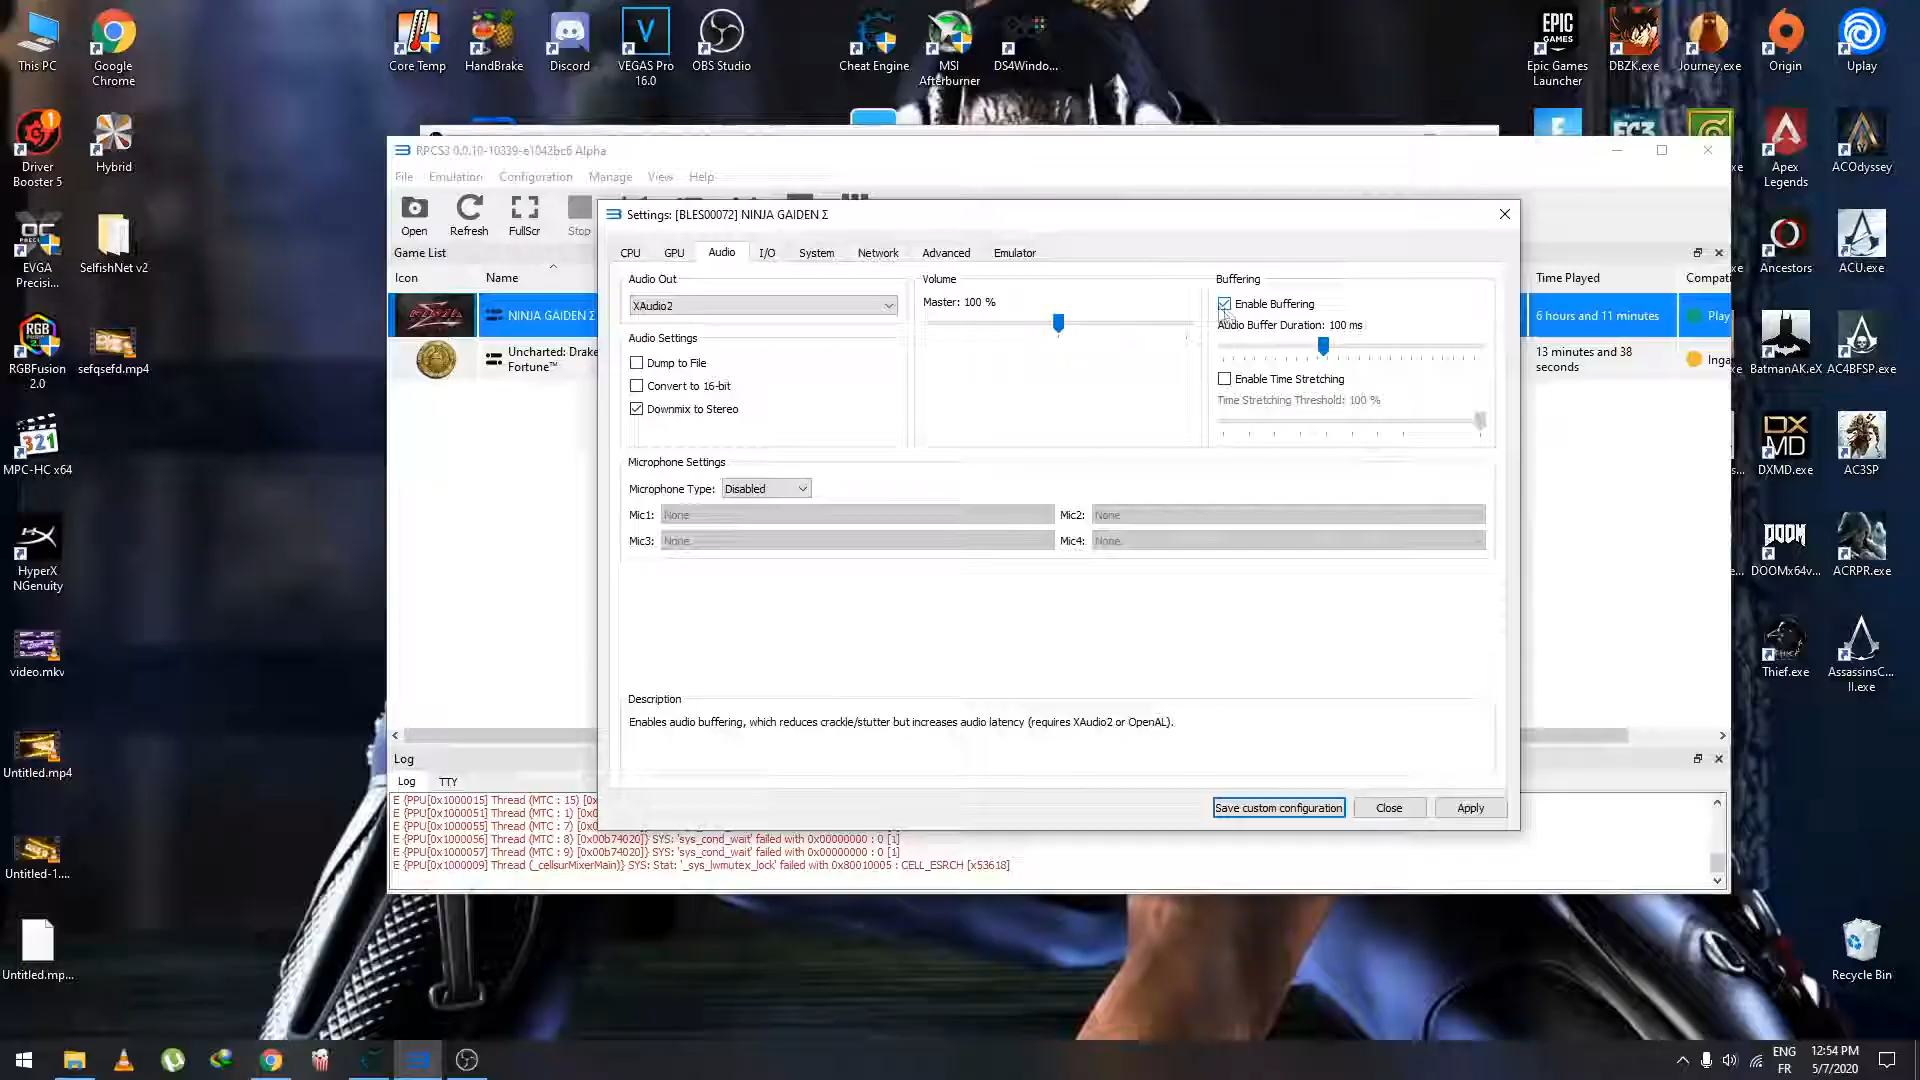 This PC
Google
Chrome
Core Temp
HandBrake
Discord
VEGAS Pro
16.0
OBS Studio
Cheat Engine
MSI
Afterburner
DS4Windo...
Epic Games
Launcher
DBZK.exe
Journey.exe
Origin
Uplay
Driver
Booster 5
Hybrid
Apex
Legends
ACOdyssey
EVGA
Precisi...
SelfishNet v2
Ancestors
ACU.exe
RGBFusion
2.0
sefqsefd.mp4
BatmanAK.eX
AC4BFSP.exe
MPC-HC x64
DXMD.exe
AC3SP
HyperX
NGenuity
DOOMx64v...
ACRPR.exe
video.mkv
Thief.exe
AssassinsC...
II.exe
Untitled.mp4
Untitled-1....
Untitled.mp...
Recycle Bin
RPCS3 0.0.10-10339-e1042bc6 Alpha
File Emulation Configuration Manage View Help
Open Refresh FullScr Stop
Game List
Icon Name Time Played Compati
NINJA GAIDEN Σ 6 hours and 11 minutes Play
Uncharted: Drake
Fortune™
13 minutes and 38
seconds
Inga
Settings: [BLES00072] NINJA GAIDEN Σ
CPU GPU Audio I/O System Network Advanced Emulator
Audio Out
XAudio2
Audio Settings
Dump to File
Convert to 16-bit
Downmix to Stereo
Volume
Master: 100 %
Buffering
Enable Buffering
Audio Buffer Duration: 100 ms
Enable Time Stretching
Time Stretching Threshold: 100 %
Microphone Settings
Microphone Type: Disabled
Mic1: None Mic2: None
Mic3: None Mic4: None
Description
Enables audio buffering, which reduces crackle/stutter but increases audio latency (requires XAudio2 or OpenAL).
Save custom configuration Close Apply
Log
Log TTY
E {PPU[0x1000015] Thread (MTC : 15) [0x
E {PPU[0x1000051] Thread (MTC : 1) [0x0
E {PPU[0x1000055] Thread (MTC : 7) [0x0
E {PPU[0x1000056] Thread (MTC : 8) [0x00b74020]} SYS: 'sys_cond_wait' failed with 0x00000000 : 0 [1]
E {PPU[0x1000057] Thread (MTC : 9) [0x00b74020]} SYS: 'sys_cond_wait' failed with 0x00000000 : 0 [1]
E {PPU[0x1000009] Thread (_cellsurMixerMain)} SYS: Stat: '_sys_lwmutex_lock' failed with 0x80010005 : CELL_ESRCH [x53618]
ENG
FR
12:54 PM
5/7/2020